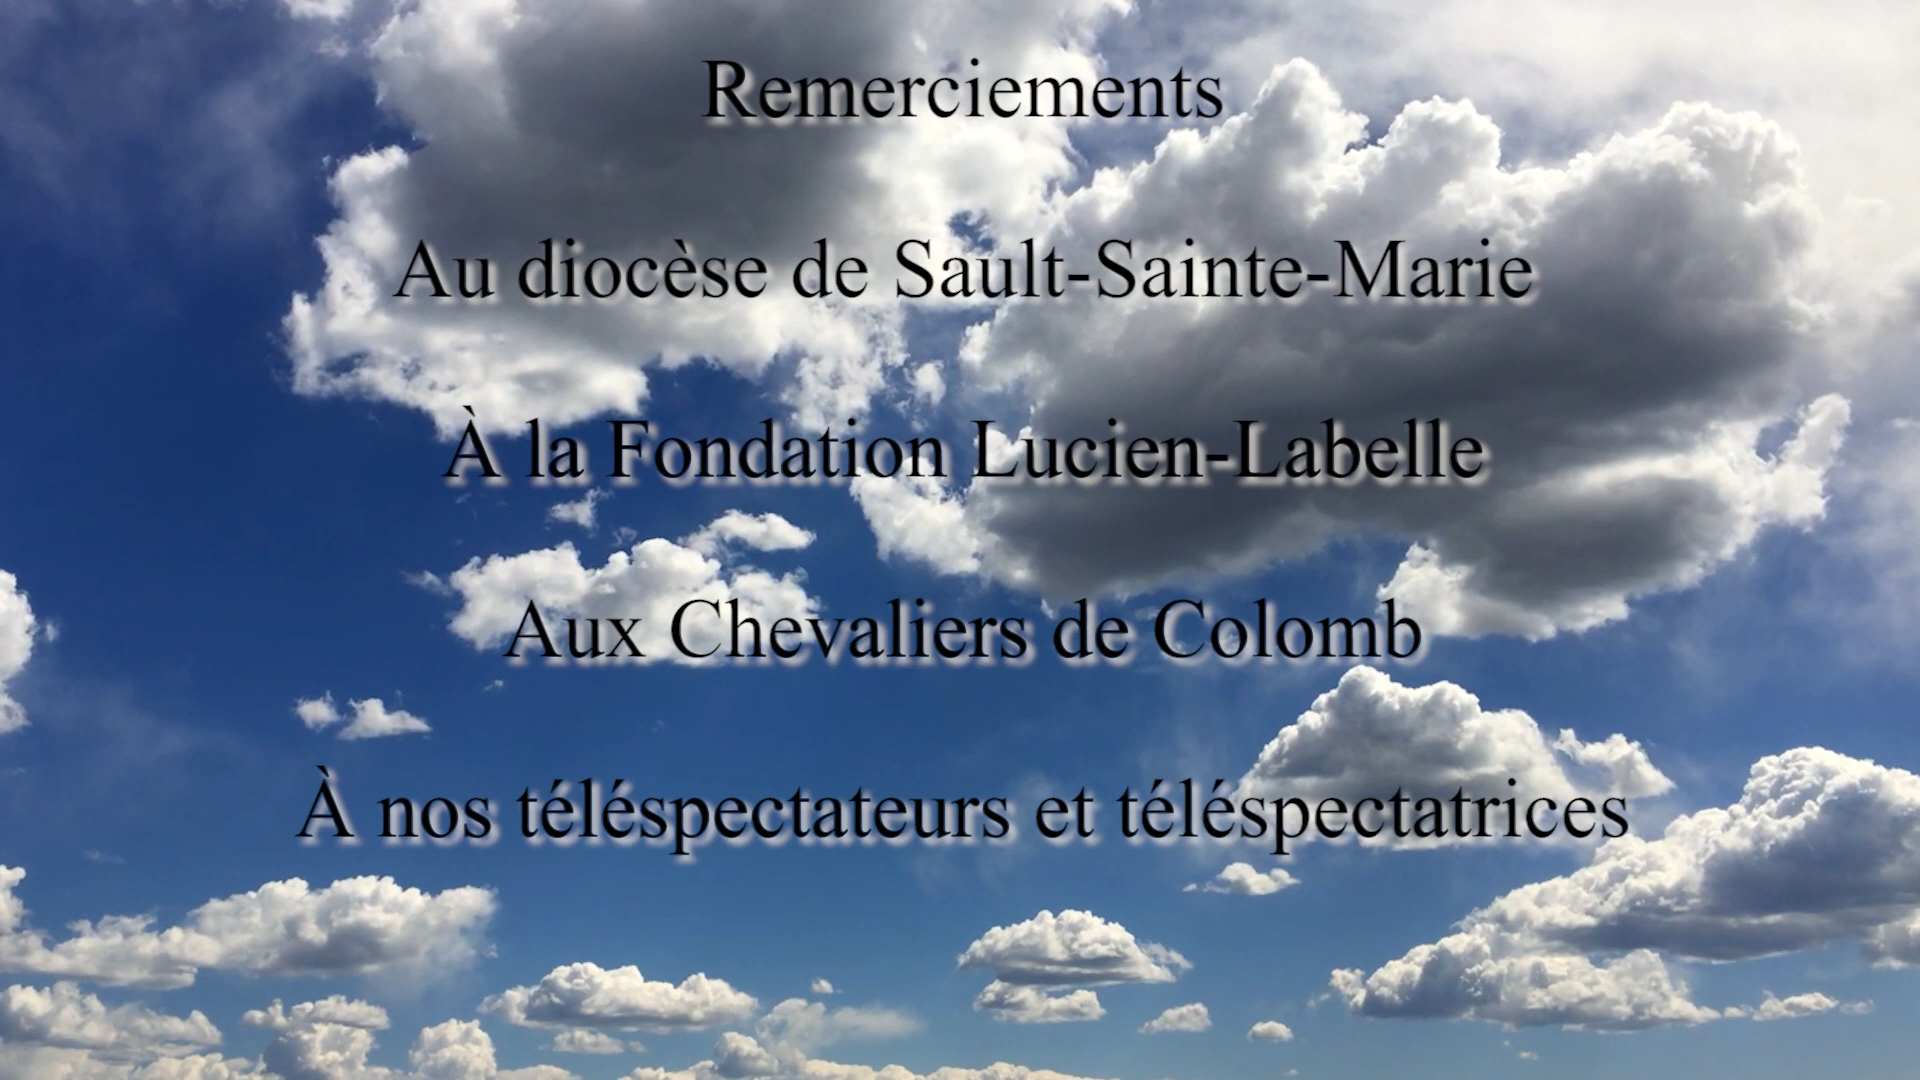 Remerciements
Au diocèse de Sault-Sainte-Marie
À la Fondation Lucien-Labelle
Aux Chevaliers de Colomb
À nos téléspectateurs et téléspectatrices